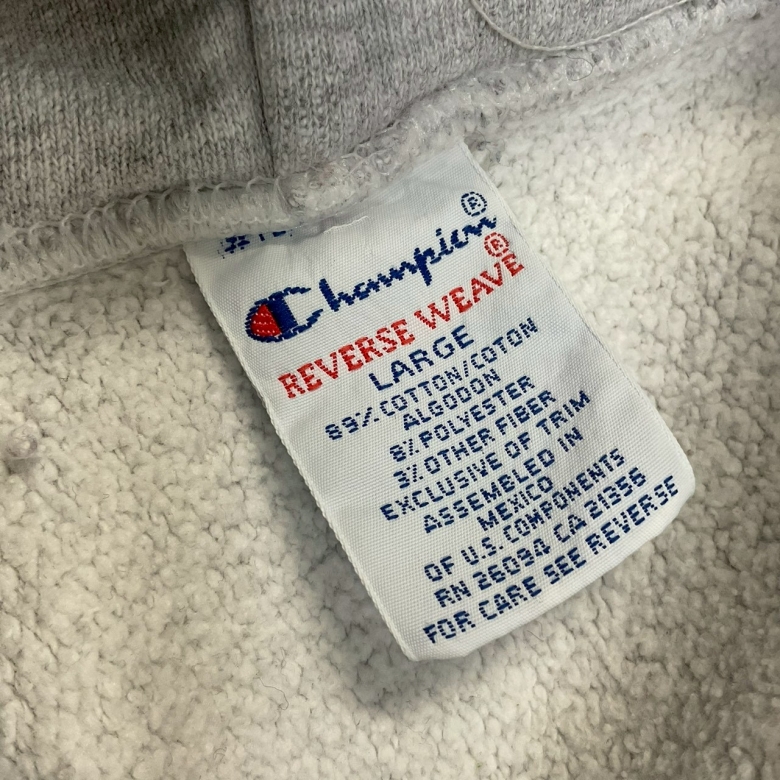 Champion®
REVERSE WEAVE®
LARGE
89% COTTON/COTON
ALGODON
8% POLYESTER
3% OTHER FIBER
EXCLUSIVE OF TRIM
ASSEMBLED IN
MEXICO
OF U.S. COMPONENTS
RN 26094 CA 21356
FOR CARE SEE REVERSE